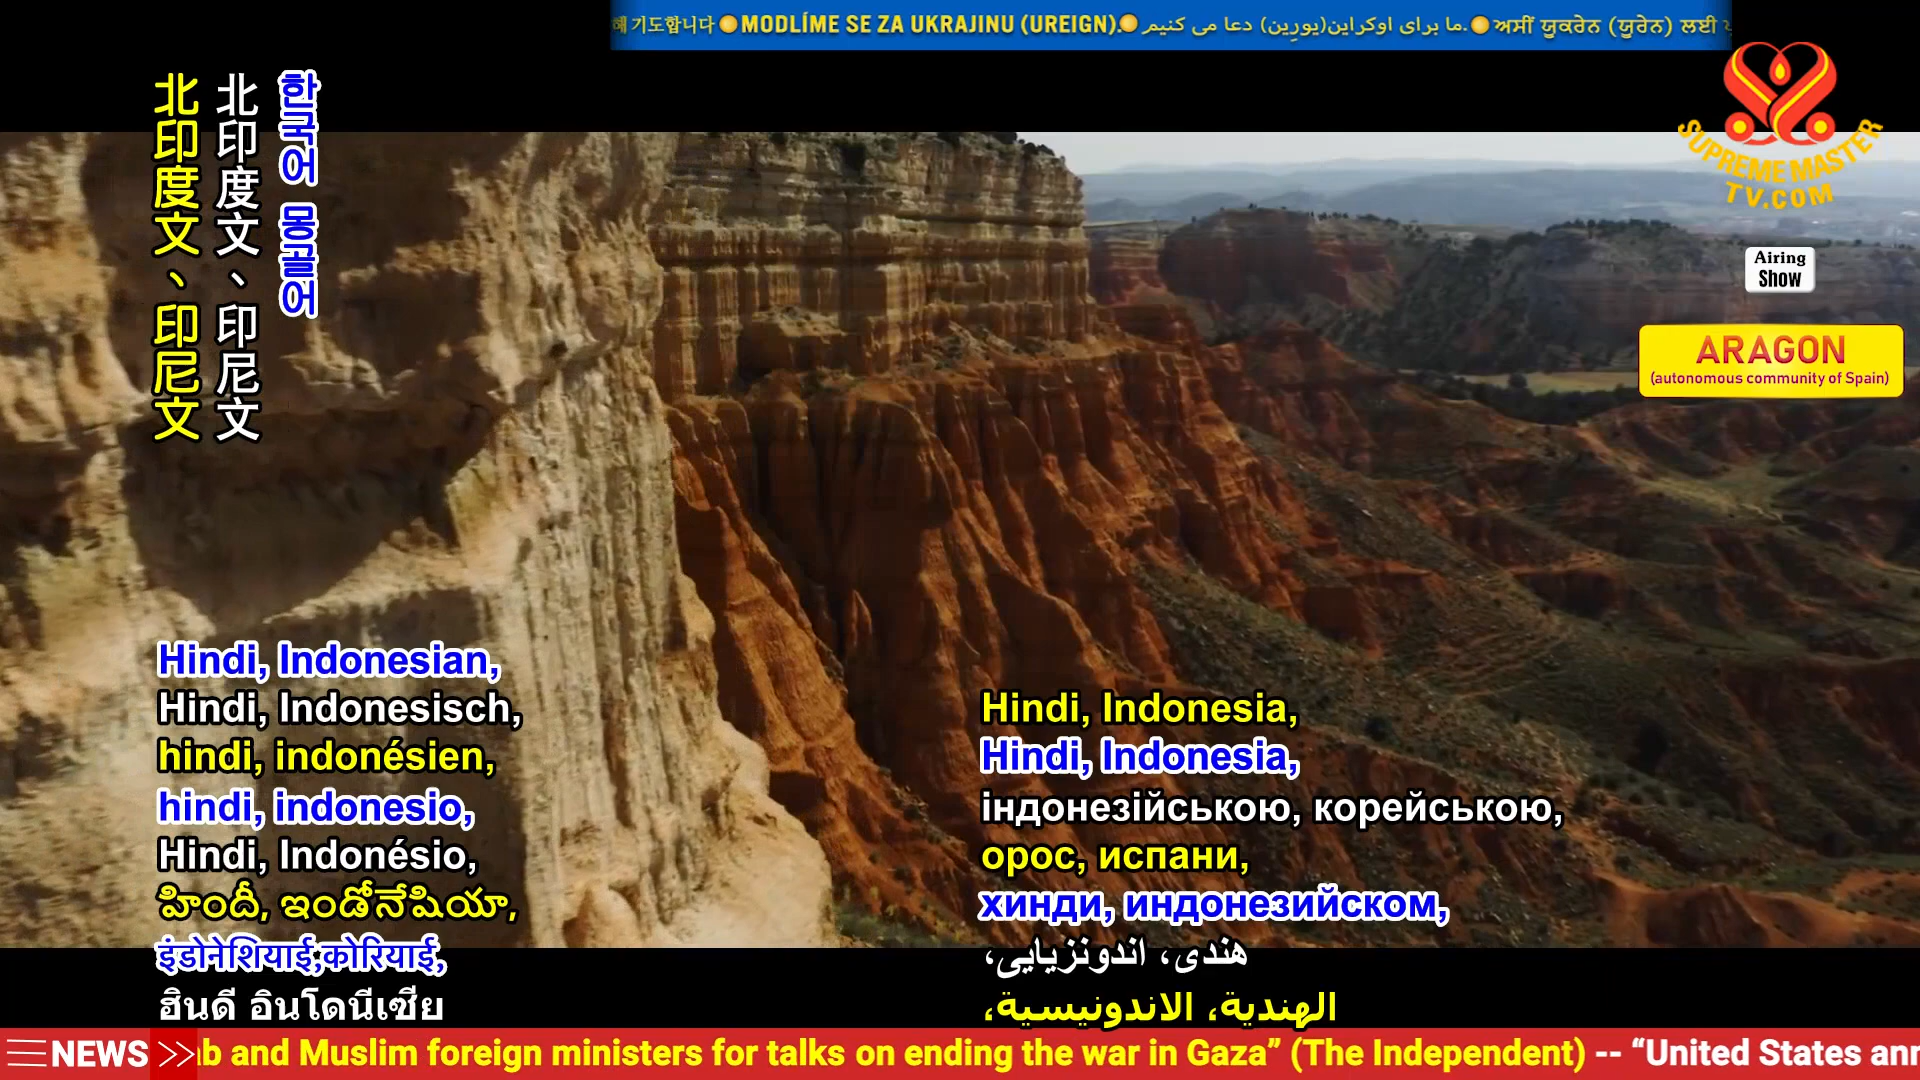 기도합니다 MODLÍME SE ZA UKRAJINU (UREIGN). ما برای اوکراین(یورِین) دعا می کنیم. ਅਸੀਂ ਯੂਕਰੇਨ (ਯੂਰੇਨ) ਲਈ
SUPREME MASTER
TV.COM
Airing
Show
ARAGON
(autonomous community of Spain)
한국어 몽골어
北印度文、印尼文
北印度文、印尼文
Hindi, Indonesian,
Hindi, Indonesisch,
hindi, indonésien,
hindi, indonesio,
Hindi, Indonésio,
హిందీ, ఇండోనేషియా,
इंडोनेशियाई,कोरियाई,
ฮินดี อินโดนีเซีย
Hindi, Indonesia,
Hindi, Indonesia,
індонезійською, корейською,
орос, испани,
хинди, индонезийском,
هندی، اندونزیایی،
الهندية، الاندونيسية،
NEWS >> ab and Muslim foreign ministers for talks on ending the war in Gaza” (The Independent) -- “United States ann